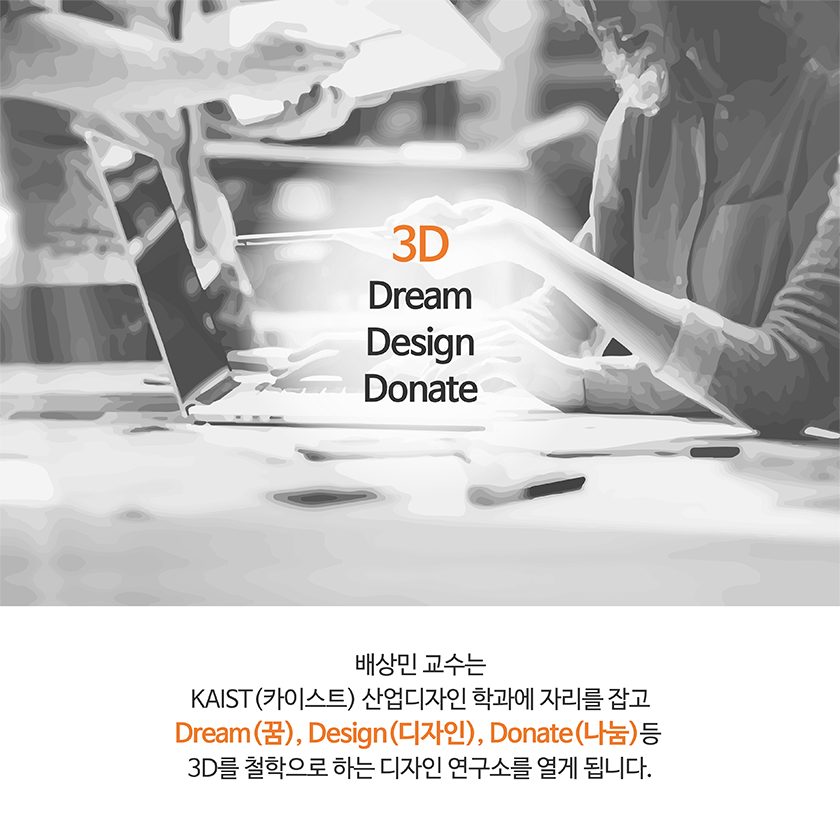 3D
Dream
Design
Donate
배상민 교수는
KAIST(카이스트) 산업디자인 학과에 자리를 잡고
Dream(꿈), Design(디자인), Donate(나눔)등
3D를 철학으로 하는 디자인 연구소를 열게 됩니다.